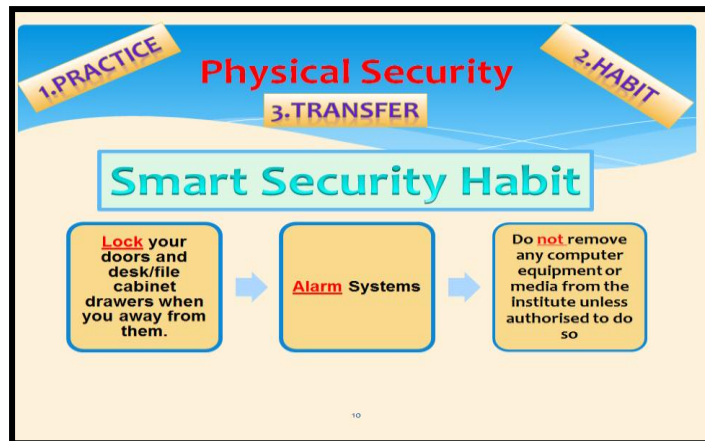 1.PRACTICE
Physical Security
2.HABIT
3.TRANSFER
Smart Security Habit
Lock your
doors and
desk/file
cabinet
drawers when
you away from
them.
Alarm Systems
Do not remove
any computer
equipment or
media from the
institute unless
authorised to do
so
10